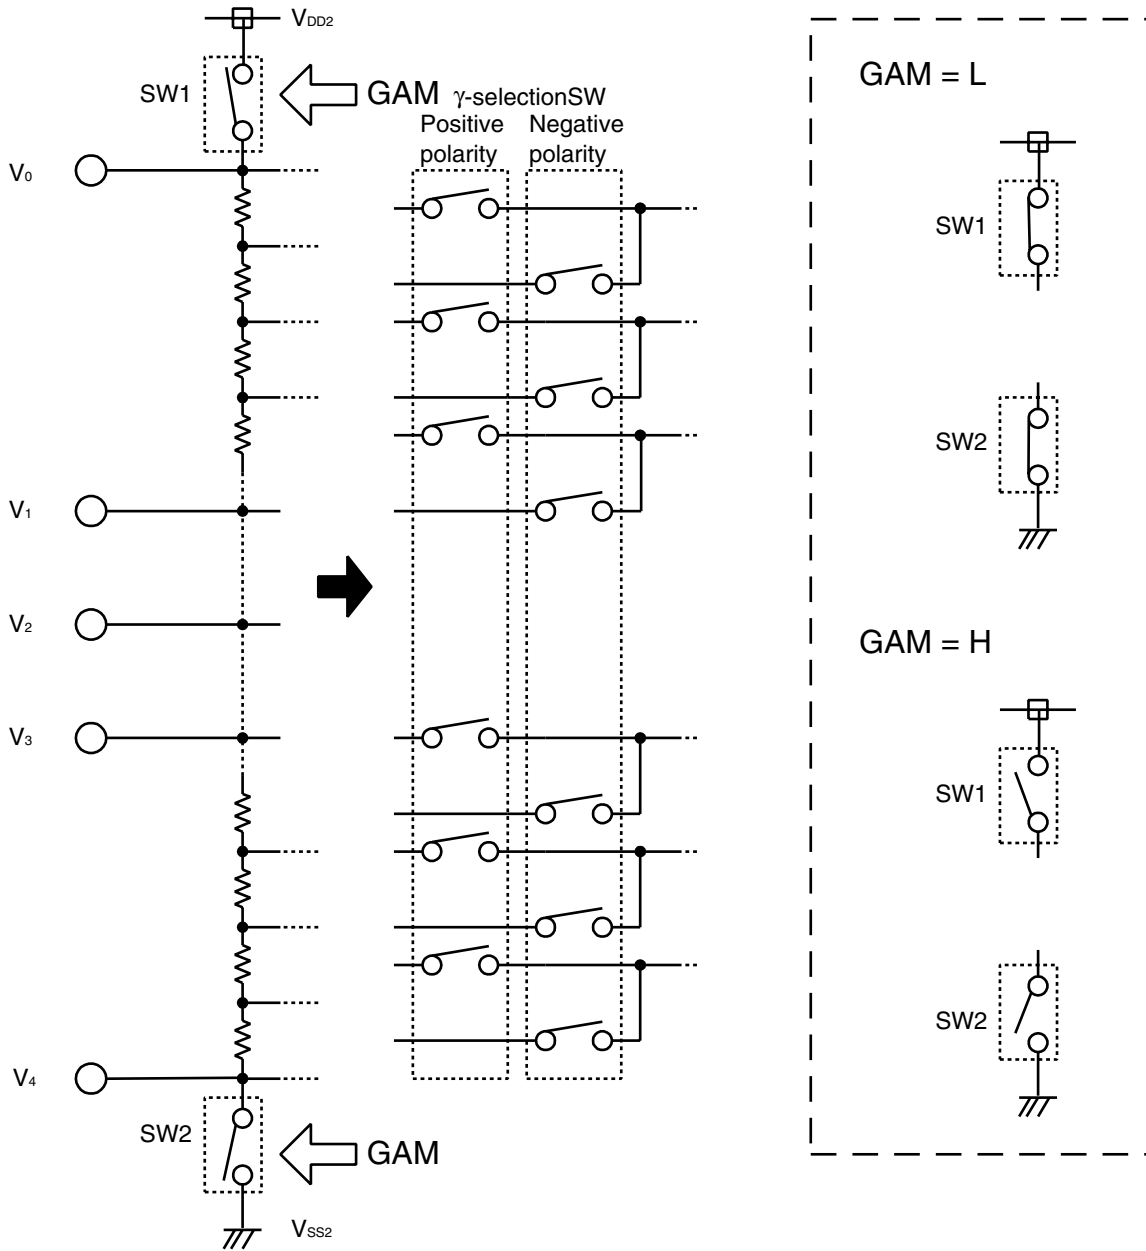 VDD2
SW1
GAM
γ-selectionSW
Positive polarity
Negative polarity
V0
V1
V2
V3
V4
SW2
GAM
VSS2
GAM = L
SW1
SW2
GAM = H
SW1
SW2